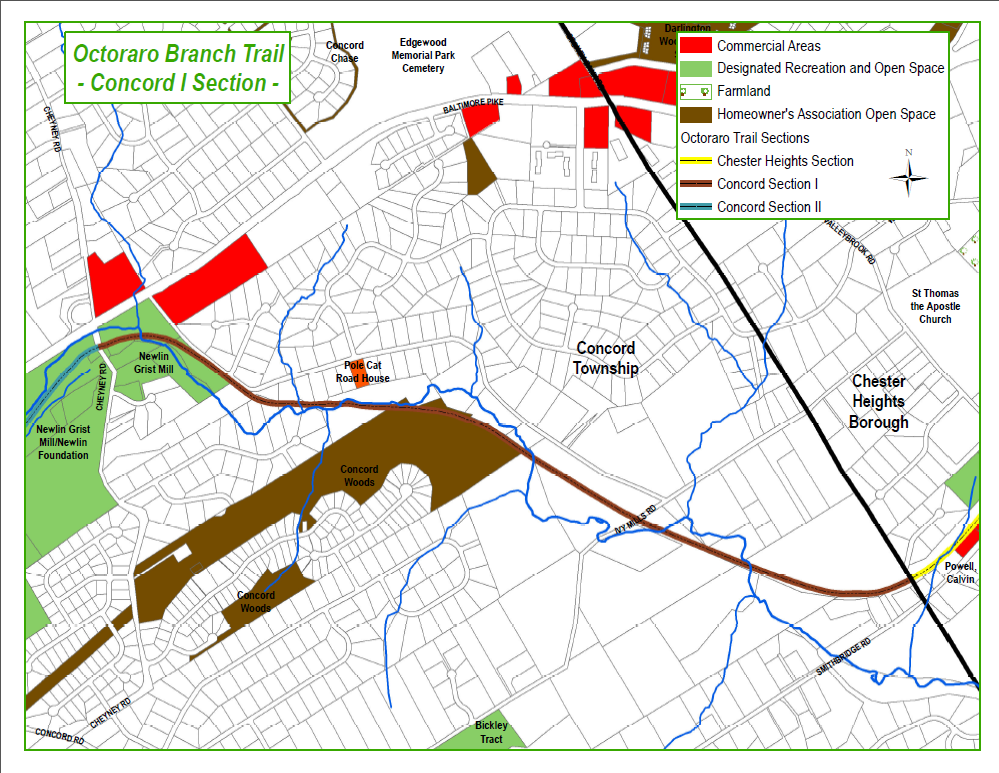 Octoraro Branch Trail
- Concord I Section -
Concord
Chase
Edgewood
Memorial Park
Cemetery
Darlington
Commercial Areas
Designated Recreation and Open Space
Farmland
Homeowner's Association Open Space
Octoraro Trail Sections
Chester Heights Section
Concord Section I
Concord Section II
N
CHEYNEY RD
BALTIMORE PIKE
VALLEYBROOK RD
St Thomas
the Apostle
Church
Newlin
Grist Mill
Pole Cat
Road House
Concord
Township
Chester
Heights
Borough
CHEYNEY RD
Newlin Grist
Mill/Newlin
Foundation
Concord
Woods
IVY MILLS RD
Concord
Woods
Powell,
Calvin
SMITHBRIDGE RD
CHEYNEY RD
CONCORD RD
Bickley
Tract